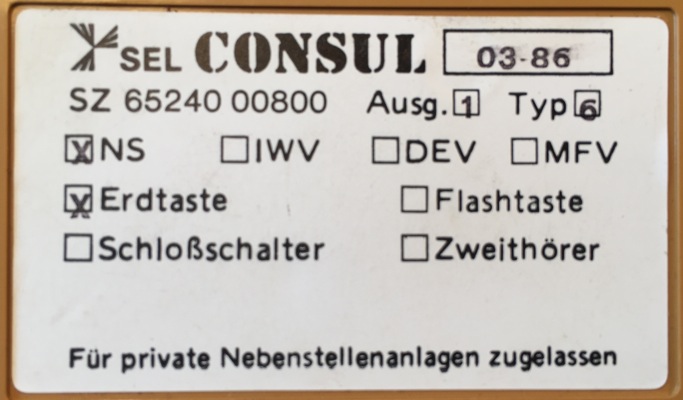 SEL CONSUL 03-86
SZ 65240 00800 Ausg. 1 Typ 6
X NS IWV DEV MFV
X Erdtaste Flashtaste
Schloßschalter Zweithörer
Für private Nebenstellenanlagen zugelassen